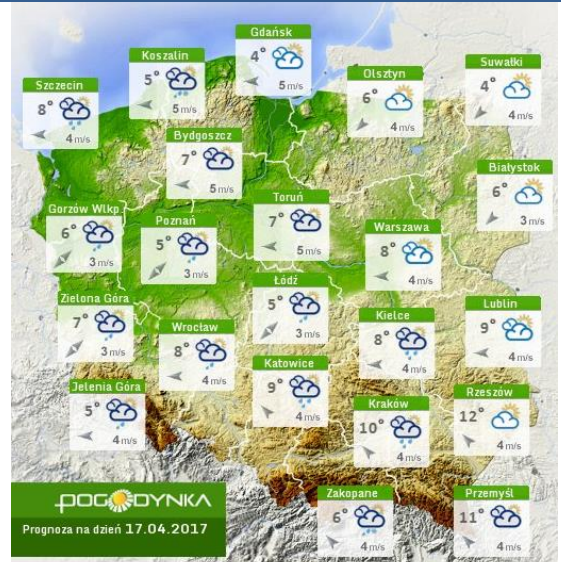 Gdańsk
4°
5 m/s
Koszalin
5°
5 m/s
Suwałki
4°
4 m/s
Olsztyn
6°
4 m/s
Szczecin
8°
4 m/s
Bydgoszcz
7°
5 m/s
Białystok
6°
3 m/s
Toruń
7°
5 m/s
Gorzów Wlkp
6°
3 m/s
Poznań
5°
3 m/s
Warszawa
8°
4 m/s
Łódź
5°
3 m/s
Zielona Góra
7°
3 m/s
Lublin
9°
4 m/s
Kielce
8°
4 m/s
Wrocław
8°
4 m/s
Katowice
9°
4 m/s
Jelenia Góra
5°
4 m/s
Rzeszów
12°
4 m/s
Kraków
10°
4 m/s
Zakopane
6°
4 m/s
Przemyśl
11°
4 m/s
POGODYNKA
Prognoza na dzień 17.04.2017